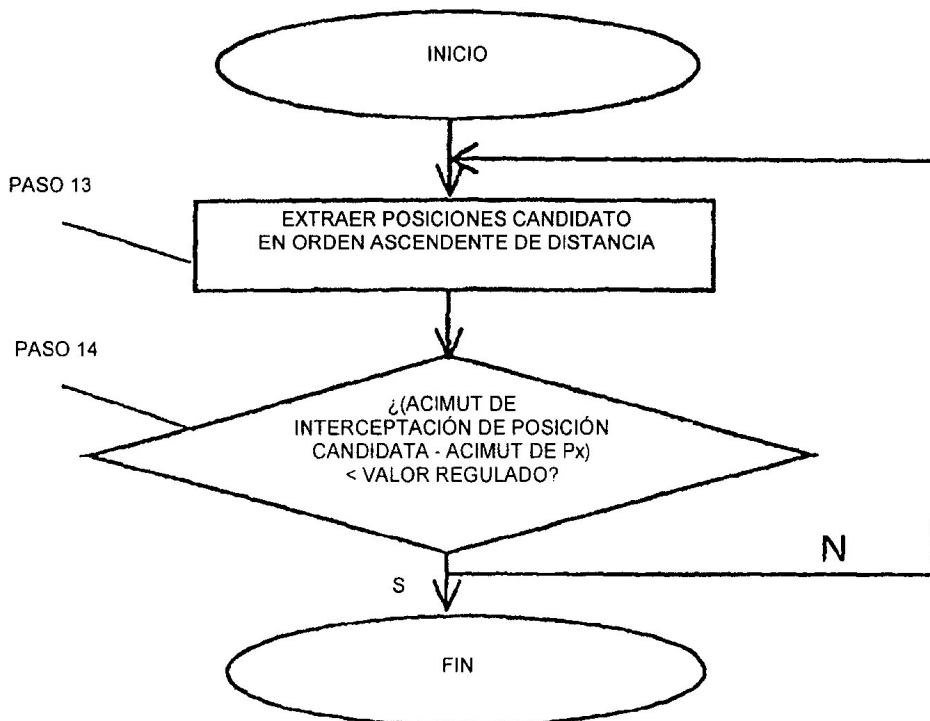 INICIO
PASO 13
EXTRAER POSICIONES CANDIDATO
EN ORDEN ASCENDENTE DE DISTANCIA
PASO 14
¿(ACIMUT DE
INTERCEPTACIÓN DE POSICIÓN
CANDIDATA - ACIMUT DE Px)
< VALOR REGULADO?
N
S
FIN